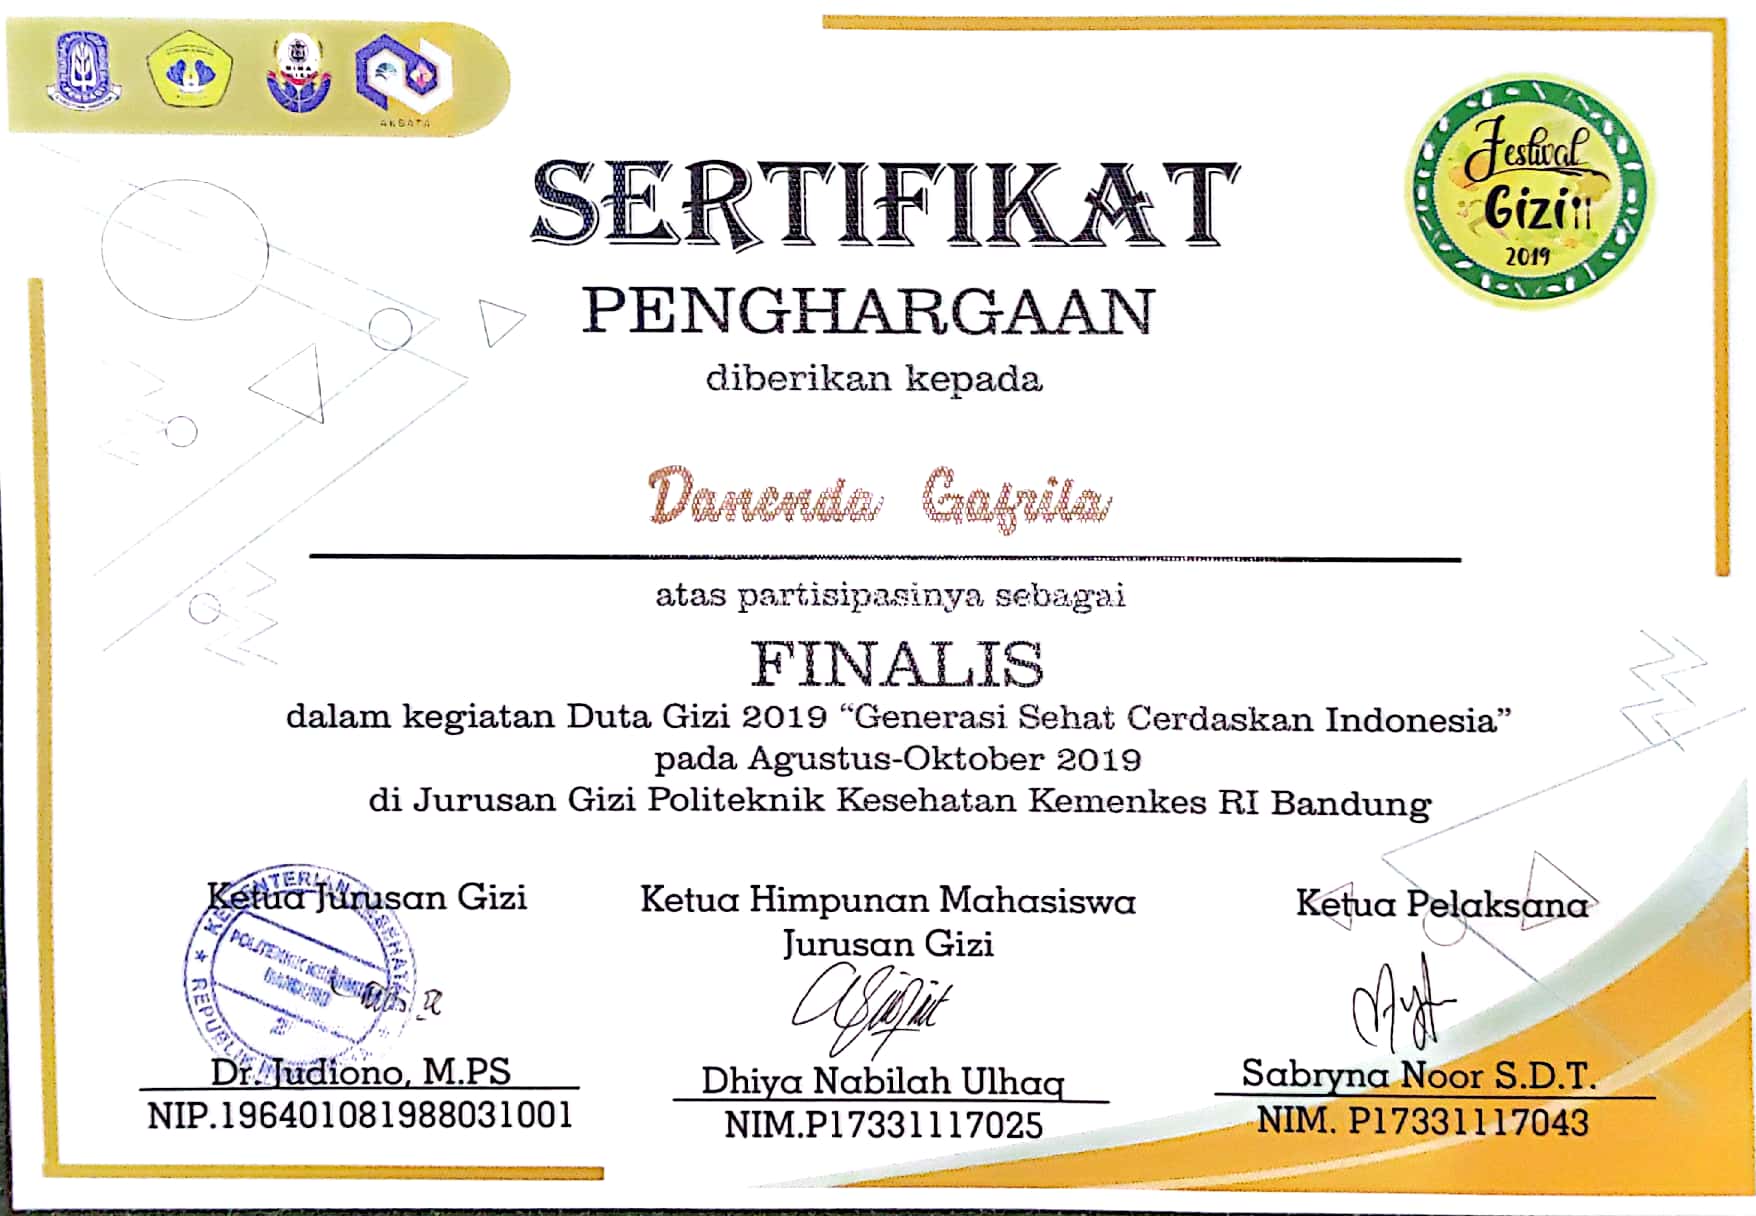 AKSATA
Festival
Gizi
2019
SERTIFIKAT
PENGHARGAAN
diberikan kepada
Danenda Gafrila
atas partisipasinya sebagai
FINALIS
dalam kegiatan Duta Gizi 2019 “Generasi Sehat Cerdaskan Indonesia”
pada Agustus-Oktober 2019
di Jurusan Gizi Politeknik Kesehatan Kemenkes RI Bandung
Ketua Jurusan Gizi
KEMENTERIAN KESEHATAN
REPUBLIK
POLITEKNIK KESEHATAN
BANDUNG
Dr. Judiono, M.PS
NIP.196401081988031001
Ketua Himpunan Mahasiswa
Jurusan Gizi
Dhiya Nabilah Ulhaq
NIM.P17331117025
Ketua Pelaksana
Sabryna Noor S.D.T.
NIM. P17331117043